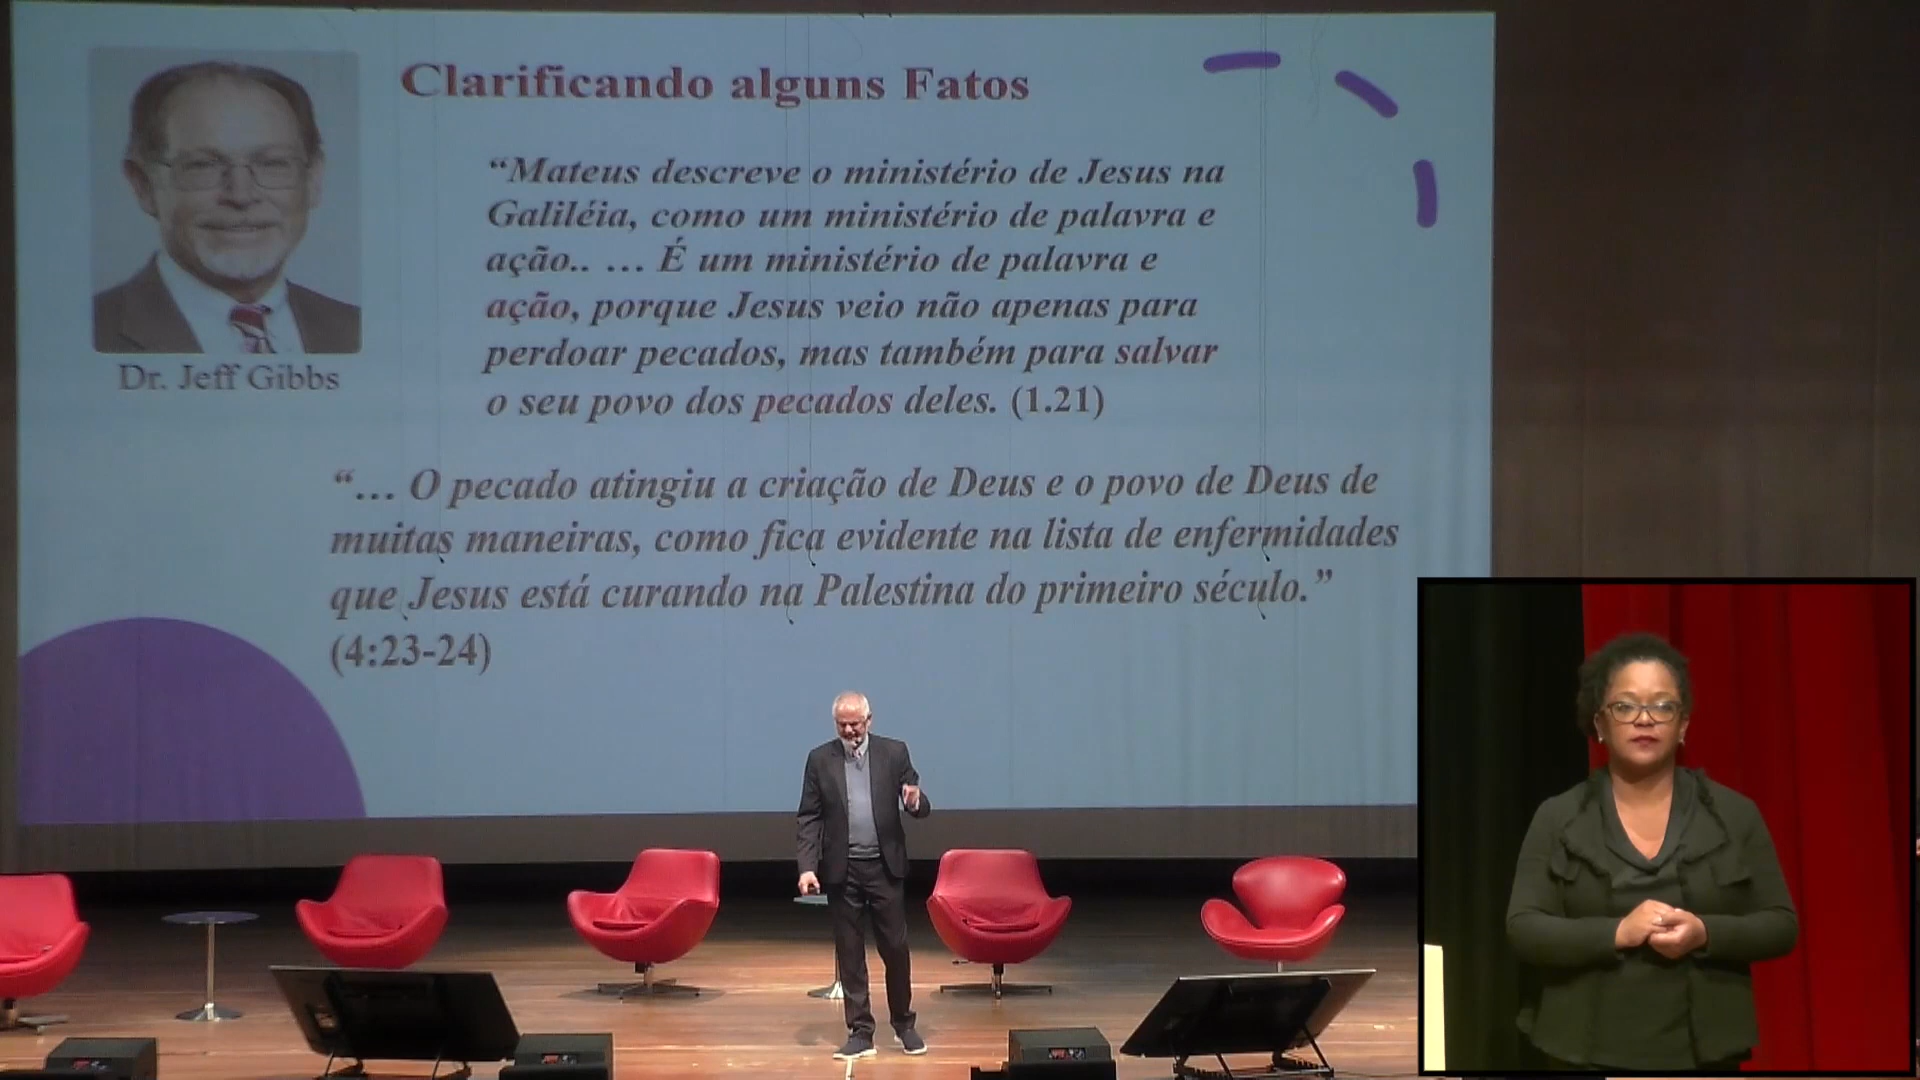 Clarificando alguns Fatos
“Mateus descreve o ministério de Jesus na
Galiléia, como um ministério de palavra e
ação.. … É um ministério de palavra e
ação, porque Jesus veio não apenas para
perdoar pecados, mas também para salvar
o seu povo dos pecados deles. (1.21)
Dr. Jeff Gibbs
“… O pecado atingiu a criação de Deus e o povo de Deus de
muitas maneiras, como fica evidente na lista de enfermidades
que Jesus está curando na Palestina do primeiro século.”
(4:23-24)